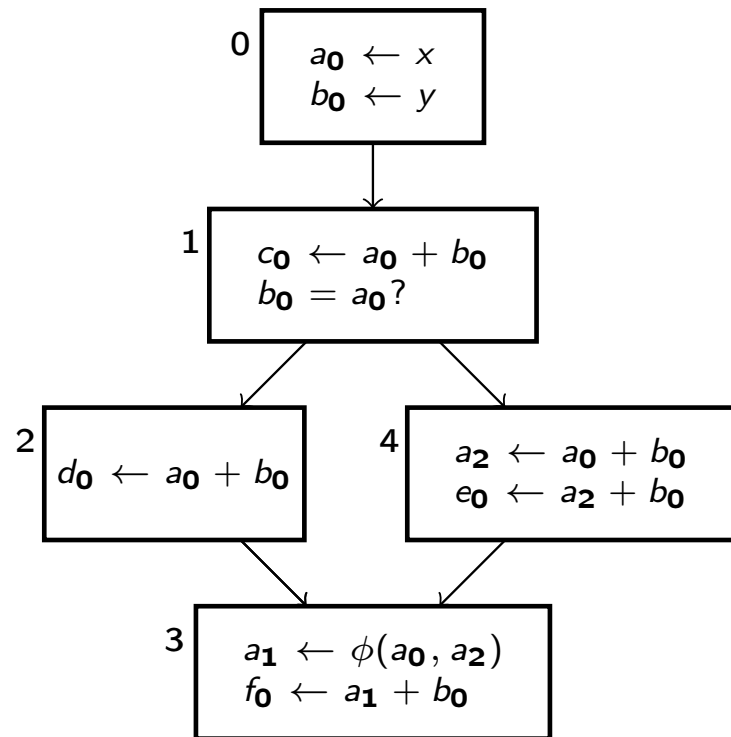 0
a₀ ← x
b₀ ← y
1
c₀ ← a₀ + b₀
b₀ = a₀?
2
d₀ ← a₀ + b₀
4
a₂ ← a₀ + b₀
e₀ ← a₂ + b₀
3
a₁ ← ϕ(a₀, a₂)
f₀ ← a₁ + b₀